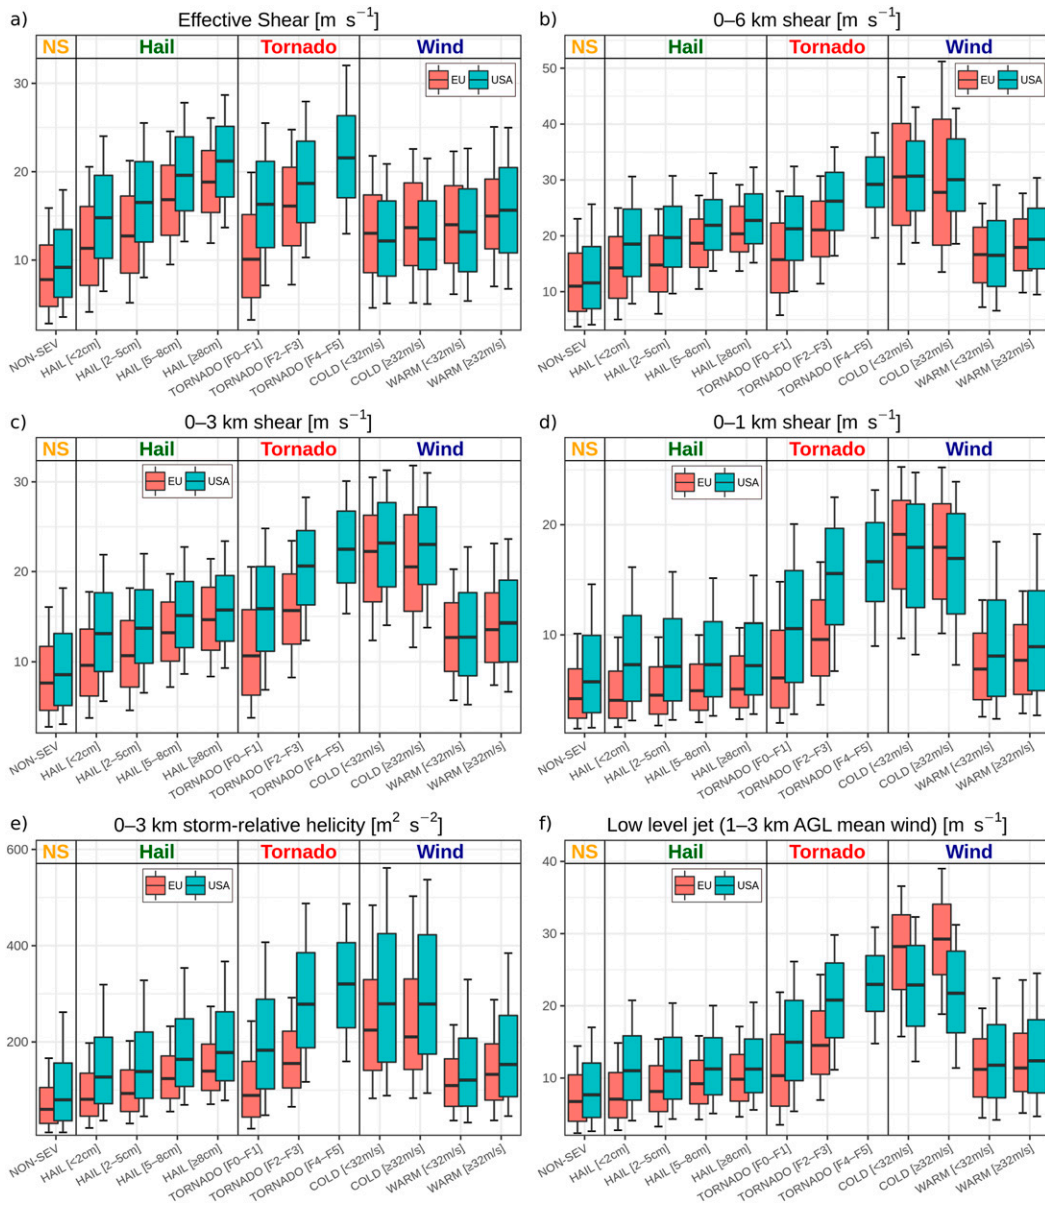 a) Effective Shear [m s⁻¹]
NS Hail Tornado Wind
EU USA
30
20
10
NON-SEV
HAIL [<2cm]
HAIL [2–5cm]
HAIL [5–8cm]
HAIL [≥8cm]
TORNADO [F0–F1]
TORNADO [F2–F3]
TORNADO [F4–F5]
COLD [<32m/s]
COLD [≥32m/s]
WARM [<32m/s]
WARM [≥32m/s]
b) 0–6 km shear [m s⁻¹]
NS Hail Tornado Wind
EU USA
50
40
30
20
10
NON-SEV
HAIL [<2cm]
HAIL [2–5cm]
HAIL [5–8cm]
HAIL [≥8cm]
TORNADO [F0–F1]
TORNADO [F2–F3]
TORNADO [F4–F5]
COLD [<32m/s]
COLD [≥32m/s]
WARM [<32m/s]
WARM [≥32m/s]
c) 0–3 km shear [m s⁻¹]
NS Hail Tornado Wind
EU USA
30
20
10
NON-SEV
HAIL [<2cm]
HAIL [2–5cm]
HAIL [5–8cm]
HAIL [≥8cm]
TORNADO [F0–F1]
TORNADO [F2–F3]
TORNADO [F4–F5]
COLD [<32m/s]
COLD [≥32m/s]
WARM [<32m/s]
WARM [≥32m/s]
d) 0–1 km shear [m s⁻¹]
NS Hail Tornado Wind
EU USA
20
10
NON-SEV
HAIL [<2cm]
HAIL [2–5cm]
HAIL [5–8cm]
HAIL [≥8cm]
TORNADO [F0–F1]
TORNADO [F2–F3]
TORNADO [F4–F5]
COLD [<32m/s]
COLD [≥32m/s]
WARM [<32m/s]
WARM [≥32m/s]
e) 0–3 km storm-relative helicity [m² s⁻²]
NS Hail Tornado Wind
EU USA
600
400
200
NON-SEV
HAIL [<2cm]
HAIL [2–5cm]
HAIL [5–8cm]
HAIL [≥8cm]
TORNADO [F0–F1]
TORNADO [F2–F3]
TORNADO [F4–F5]
COLD [<32m/s]
COLD [≥32m/s]
WARM [<32m/s]
WARM [≥32m/s]
f) Low level jet (1–3 km AGL mean wind) [m s⁻¹]
NS Hail Tornado Wind
EU USA
40
30
20
10
NON-SEV
HAIL [<2cm]
HAIL [2–5cm]
HAIL [5–8cm]
HAIL [≥8cm]
TORNADO [F0–F1]
TORNADO [F2–F3]
TORNADO [F4–F5]
COLD [<32m/s]
COLD [≥32m/s]
WARM [<32m/s]
WARM [≥32m/s]